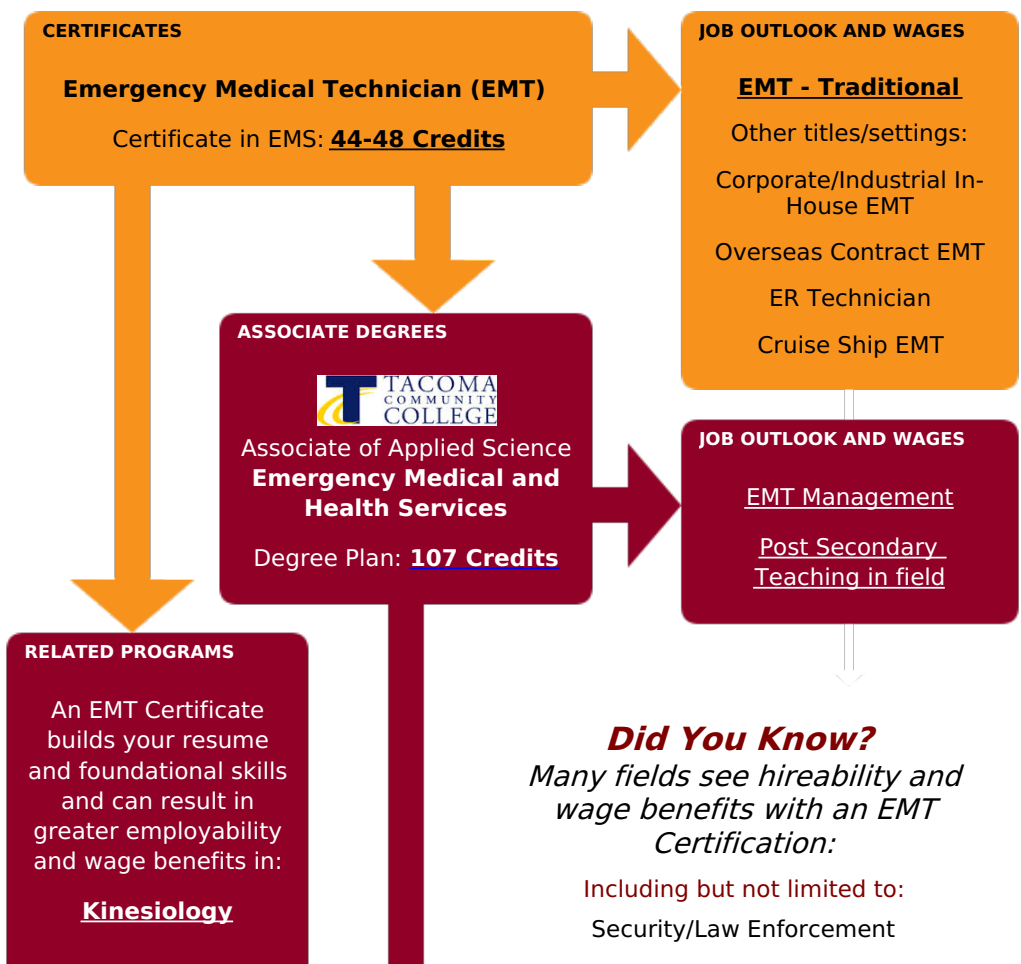 CERTIFICATES
Emergency Medical Technician (EMT)
Certificate in EMS: 44-48 Credits
JOB OUTLOOK AND WAGES
EMT - Traditional
Other titles/settings:
Corporate/Industrial In-
House EMT
Overseas Contract EMT
ER Technician
Cruise Ship EMT
ASSOCIATE DEGREES
T TACOMA
COMMUNITY
COLLEGE
Associate of Applied Science
Emergency Medical and
Health Services
Degree Plan: 107 Credits
JOB OUTLOOK AND WAGES
EMT Management
Post Secondary
Teaching in field
RELATED PROGRAMS
An EMT Certificate
builds your resume
and foundational skills
and can result in
greater employability
and wage benefits in:
Kinesiology
Did You Know?
Many fields see hireability and
wage benefits with an EMT
Certification:
Including but not limited to:
Security/Law Enforcement